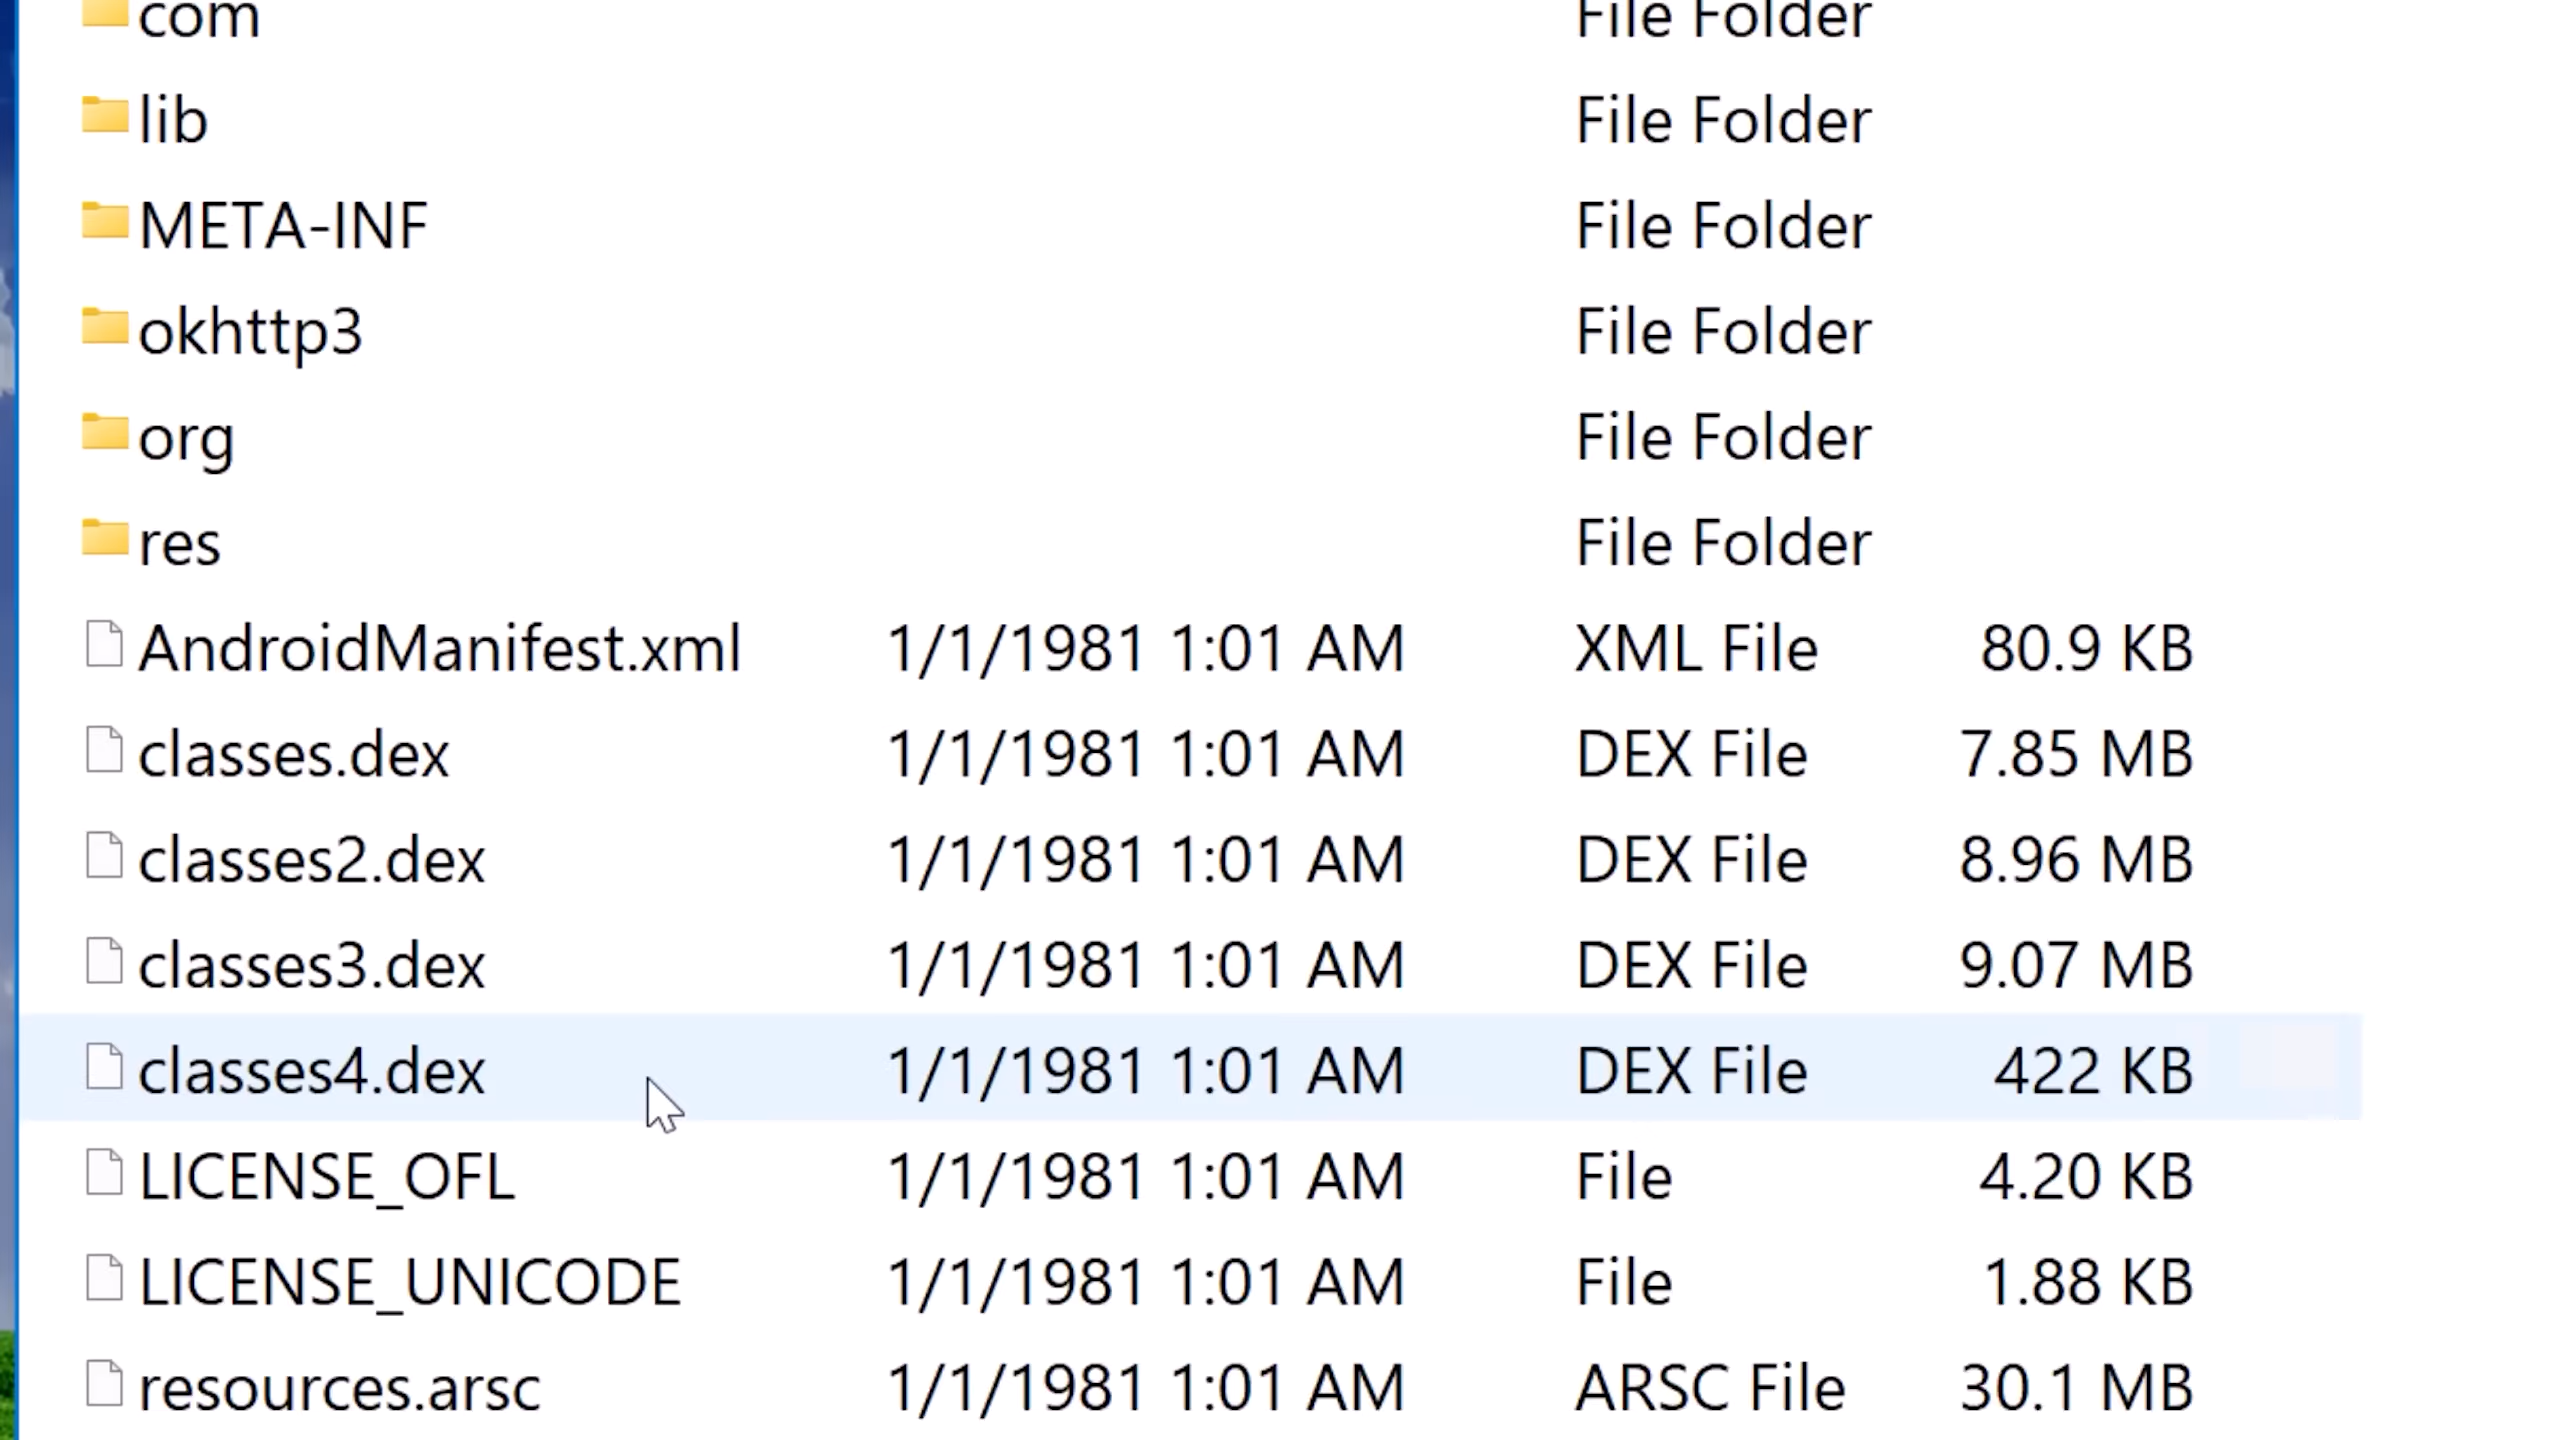 com File Folder
lib File Folder
META-INF File Folder
okhttp3 File Folder
org File Folder
res File Folder
AndroidManifest.xml 1/1/1981 1:01 AM XML File 80.9 KB
classes.dex 1/1/1981 1:01 AM DEX File 7.85 MB
classes2.dex 1/1/1981 1:01 AM DEX File 8.96 MB
classes3.dex 1/1/1981 1:01 AM DEX File 9.07 MB
classes4.dex 1/1/1981 1:01 AM DEX File 422 KB
LICENSE_OFL 1/1/1981 1:01 AM File 4.20 KB
LICENSE_UNICODE 1/1/1981 1:01 AM File 1.88 KB
resources.arsc 1/1/1981 1:01 AM ARSC File 30.1 MB